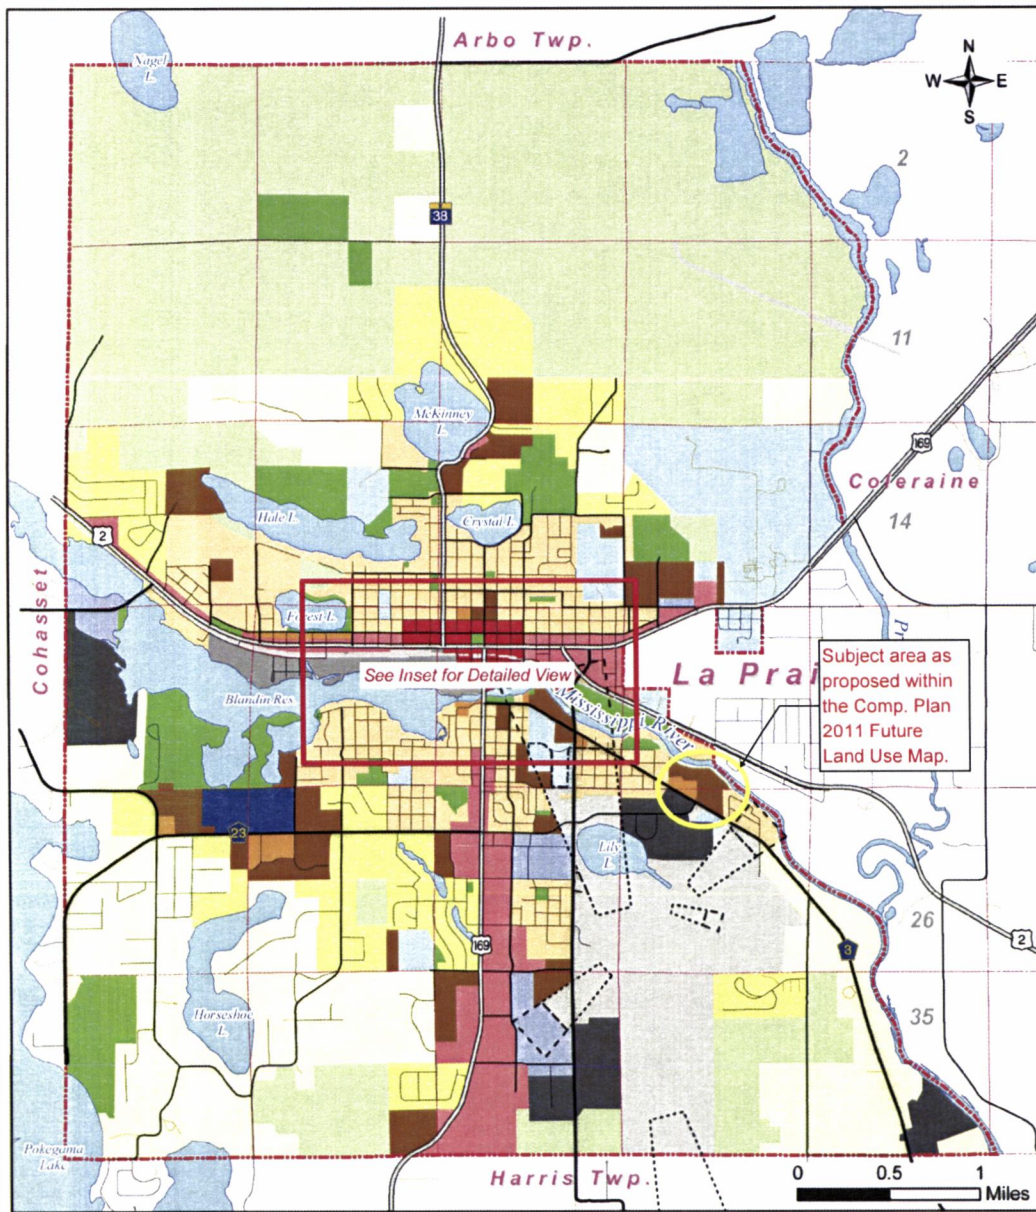 Arbo Twp.
Nagel
L.
N
W E
S
2
38
11
McKinney
L.
169
Coleraine
14
Hale L.
Crystal L.
2
Cohasset
Forest L.
See Inset for Detailed View
La Prai
Subject area as
proposed within
the Comp. Plan
2011 Future
Land Use Map.
Blandin Res
Mississippi River
23
Lily
L.
26
169
3
2
Horseshoe
L.
35
Pokegama
Lake
Harris Twp.
0 0.5 1
Miles